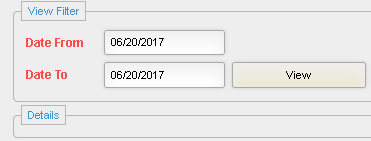 View Filter
Date From 06/20/2017
Date To 06/20/2017 View
Details